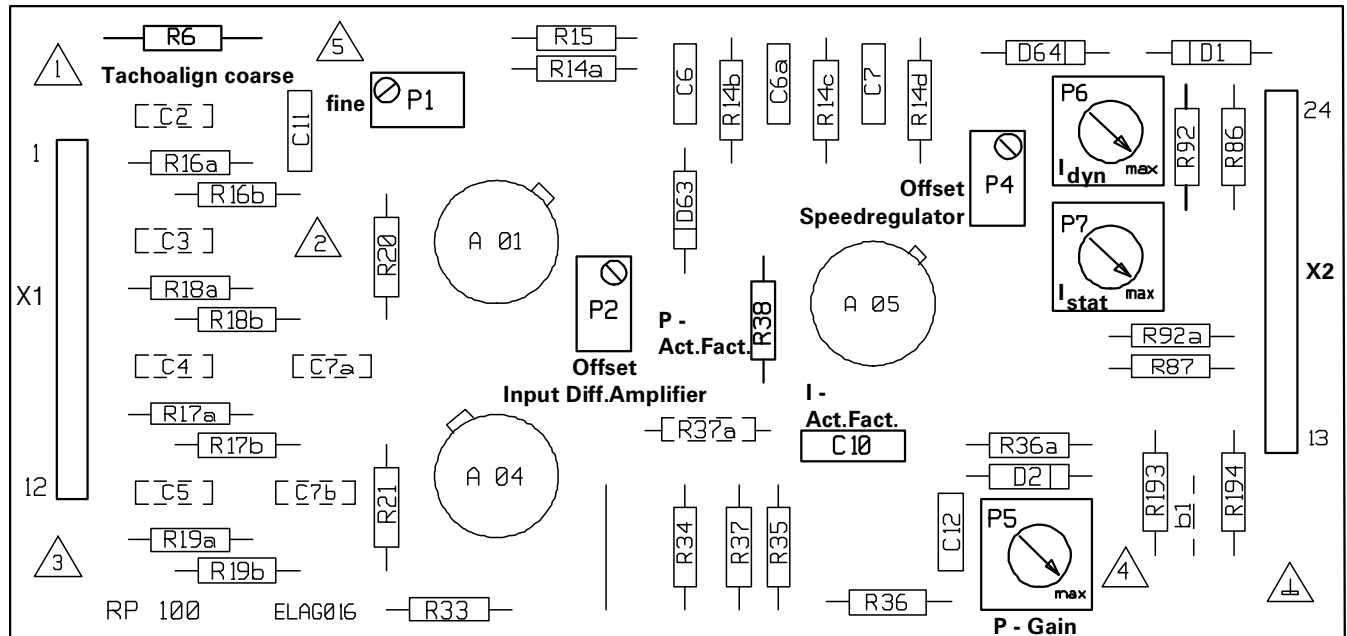 R6
Tachoalign coarse
1
5
R15
R14a
fine
P1
C6
R14b
C6a
R14c
C7
R14d
D64
D1
P6
I dyn
max
R92
R86
24
C2
C11
1
R16a
R16b
Offset
Speedregulator
P4
D63
P7
I stat
max
C3
2
R20
A 01
X1
R18a
R18b
P2
Offset
Input Diff.Amplifier
P -
Act.Fact.
R38
A 05
X2
R92a
R87
C4
C7a
R17a
R17b
I -
Act.Fact.
C10
R37a
R36a
D2
13
12
C5
C7b
R21
A 04
R34
R37
R35
C12
P5
max
P - Gain
R193
b1
R194
3
R19a
R19b
4
R36
RP 100
ELAG016
R33